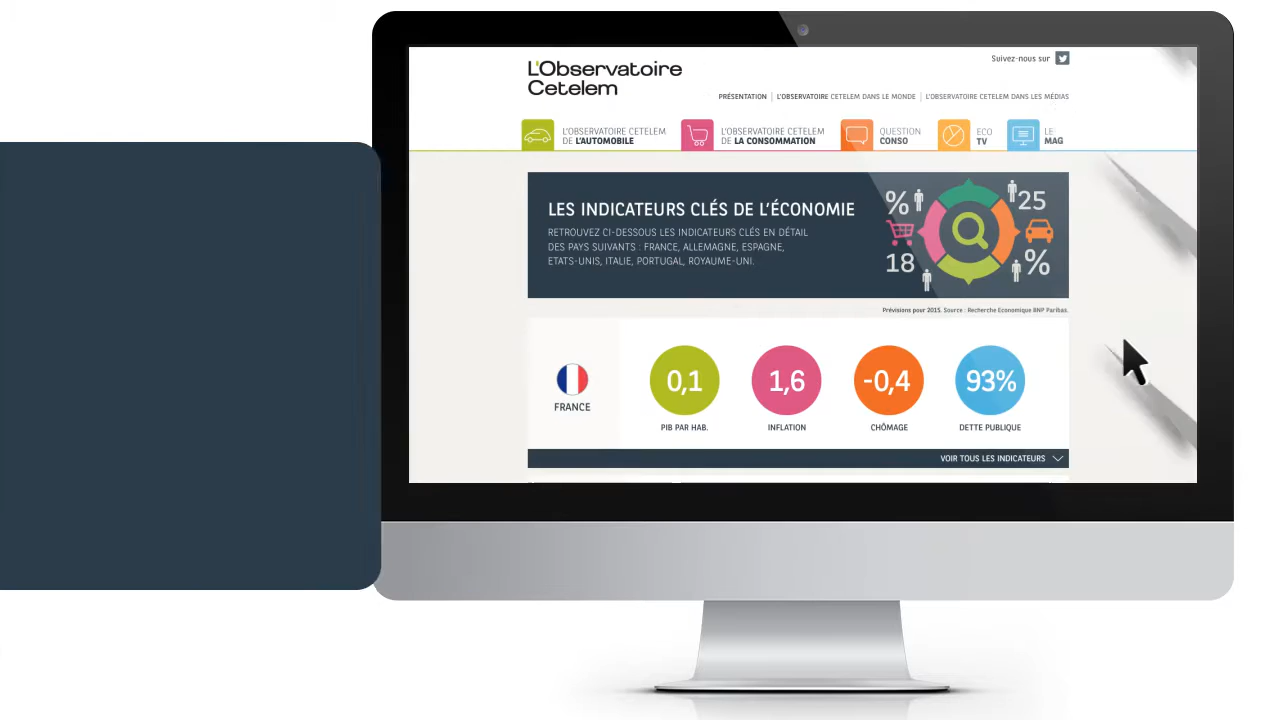 L'Observatoire
Cetelem
Suivez-nous sur
PRÉSENTATION | L'OBSERVATOIRE CETELEM DANS LE MONDE | L'OBSERVATOIRE CETELEM DANS LES MÉDIAS
L'OBSERVATOIRE CETELEM
DE L'AUTOMOBILE
L'OBSERVATOIRE CETELEM
DE LA CONSOMMATION
QUESTION
CONSO
ECO
TV
LE
MAG
LES INDICATEURS CLÉS DE L'ÉCONOMIE
RETROUVEZ CI-DESSOUS LES INDICATEURS CLÉS EN DÉTAIL
DES PAYS SUIVANTS : FRANCE, ALLEMAGNE, ESPAGNE,
ETATS-UNIS, ITALIE, PORTUGAL, ROYAUME-UNI.
% 25
18 %
Prévisions pour 2015. Source : Recherche Economique BNP Paribas.
FRANCE
0,1
PIB PAR HAB.
1,6
INFLATION
-0,4
CHÔMAGE
93%
DETTE PUBLIQUE
VOIR TOUS LES INDICATEURS